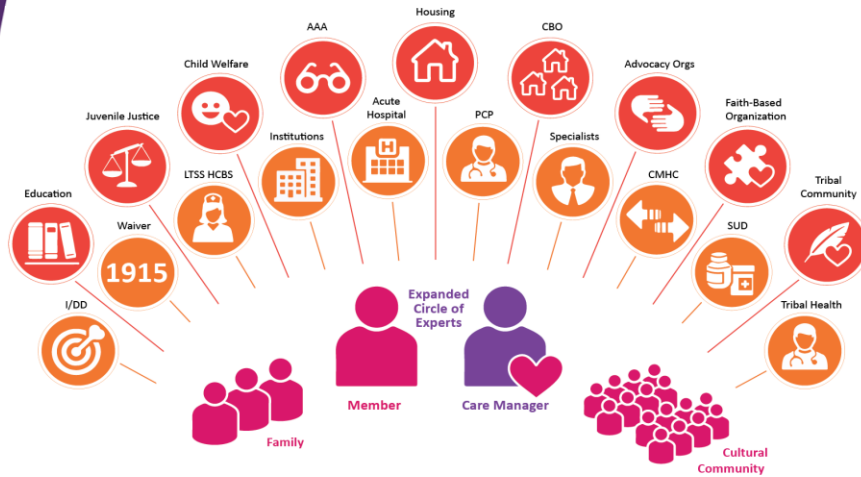 Housing
AAA
CBO
Child Welfare
Advocacy Orgs
Acute
Hospital
PCP
Faith-Based
Organization
Juvenile Justice
Institutions
Specialists
LTSS HCBS
CMHC
Tribal
Community
Education
Waiver
SUD
1915
I/DD
Tribal Health
H
Expanded
Circle of
Experts
Member
Care Manager
Family
Cultural
Community